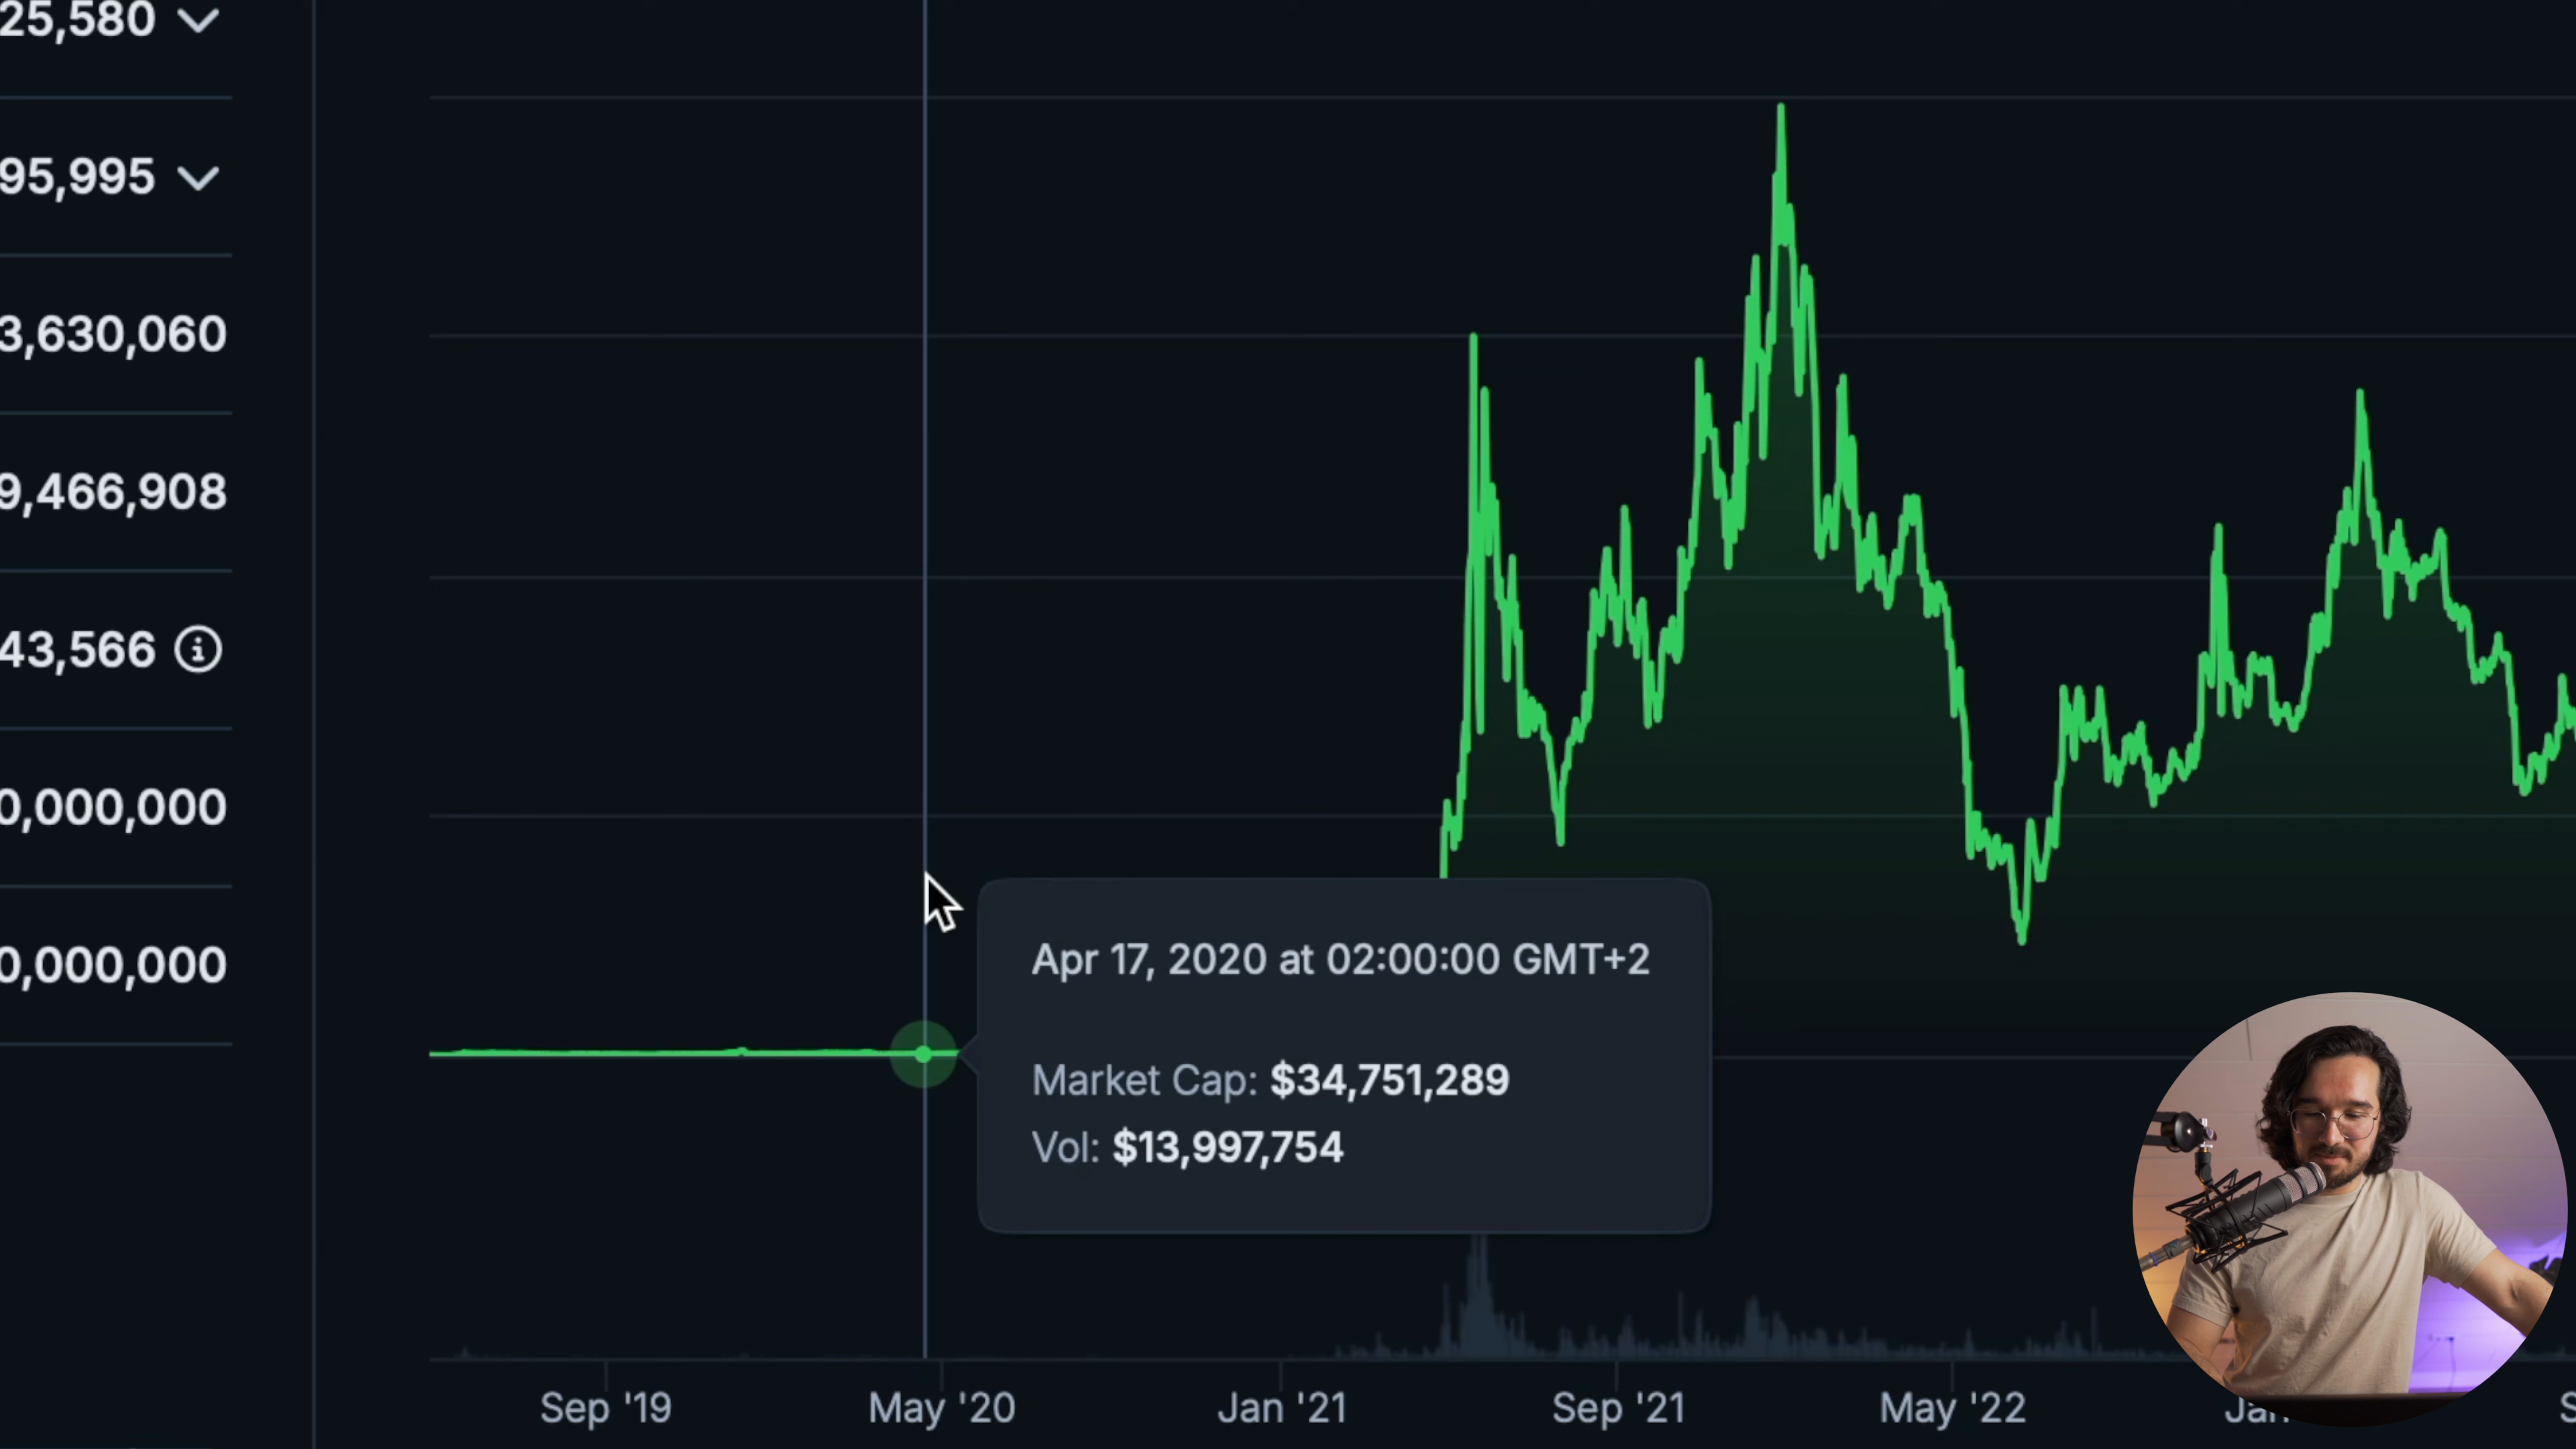 25,580
95,995
3,630,060
9,466,908
43,566
0,000,000
0,000,000
Apr 17, 2020 at 02:00:00 GMT+2
Market Cap: $34,751,289
Vol: $13,997,754
Sep '19
May '20
Jan '21
Sep '21
May '22
Jan
S